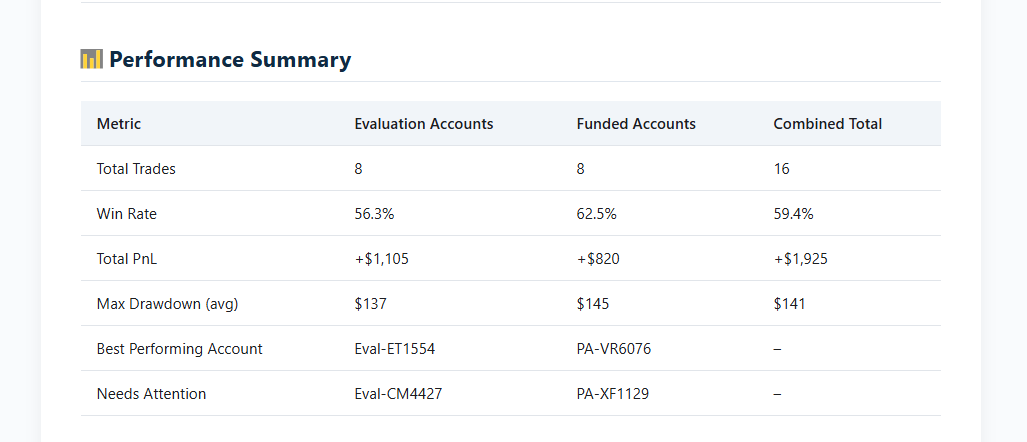 Performance Summary
Metric Evaluation Accounts Funded Accounts Combined Total
Total Trades 8 8 16
Win Rate 56.3% 62.5% 59.4%
Total PnL +$1,105 +$820 +$1,925
Max Drawdown (avg) $137 $145 $141
Best Performing Account Eval-ET1554 PA-VR6076 –
Needs Attention Eval-CM4427 PA-XF1129 –